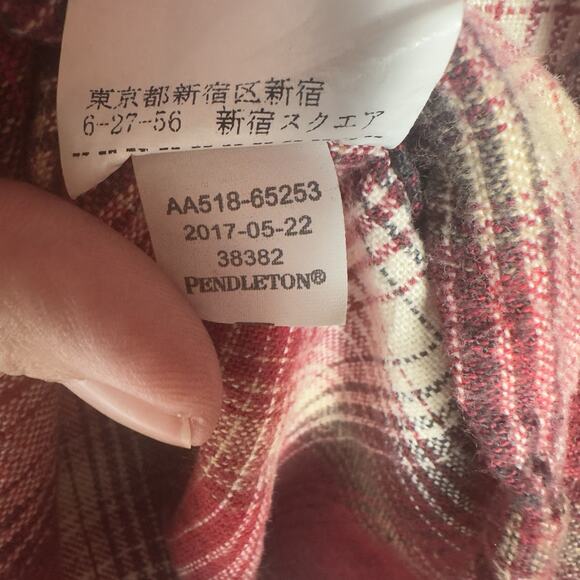 東京都新宿区新宿
6-27-56 新宿スクエア
AA518-65253
2017-05-22
38382
PENDLETON®